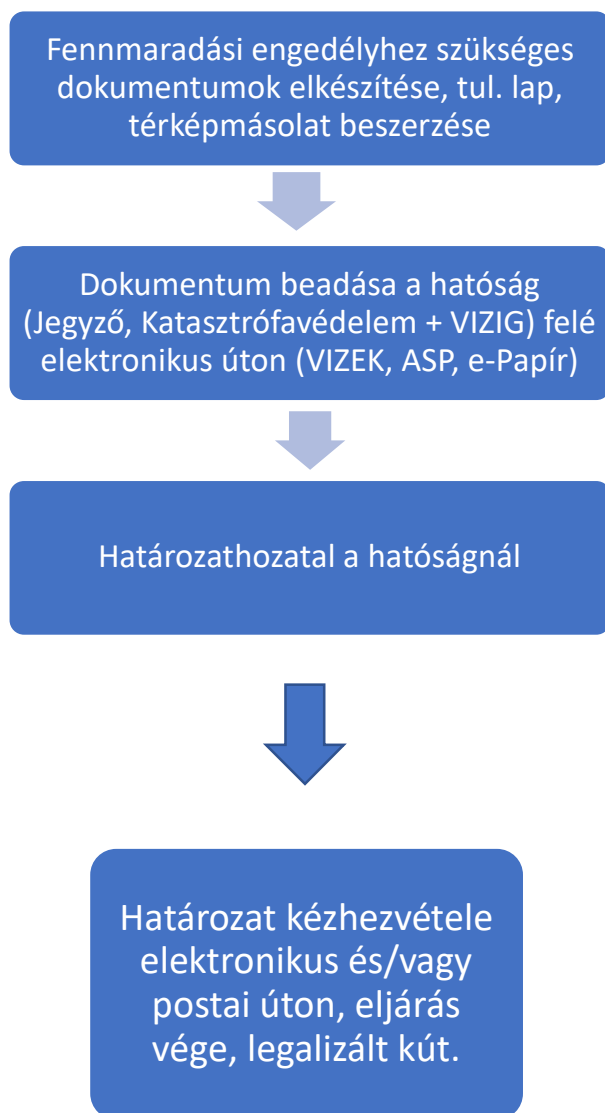 Fennmaradási engedélyhez szükséges
dokumentumok elkészítése, tul. lap,
térképmásolat beszerzése
Dokumentum beadása a hatóság
(Jegyző, Katasztrófavédelem + VIZIG) felé
elektronikus úton (VIZEK, ASP, e-Papír)
Határozathozatal a hatóságnál
Határozat kézhezvétele
elektronikus és/vagy
postai úton, eljárás
vége, legalizált kút.